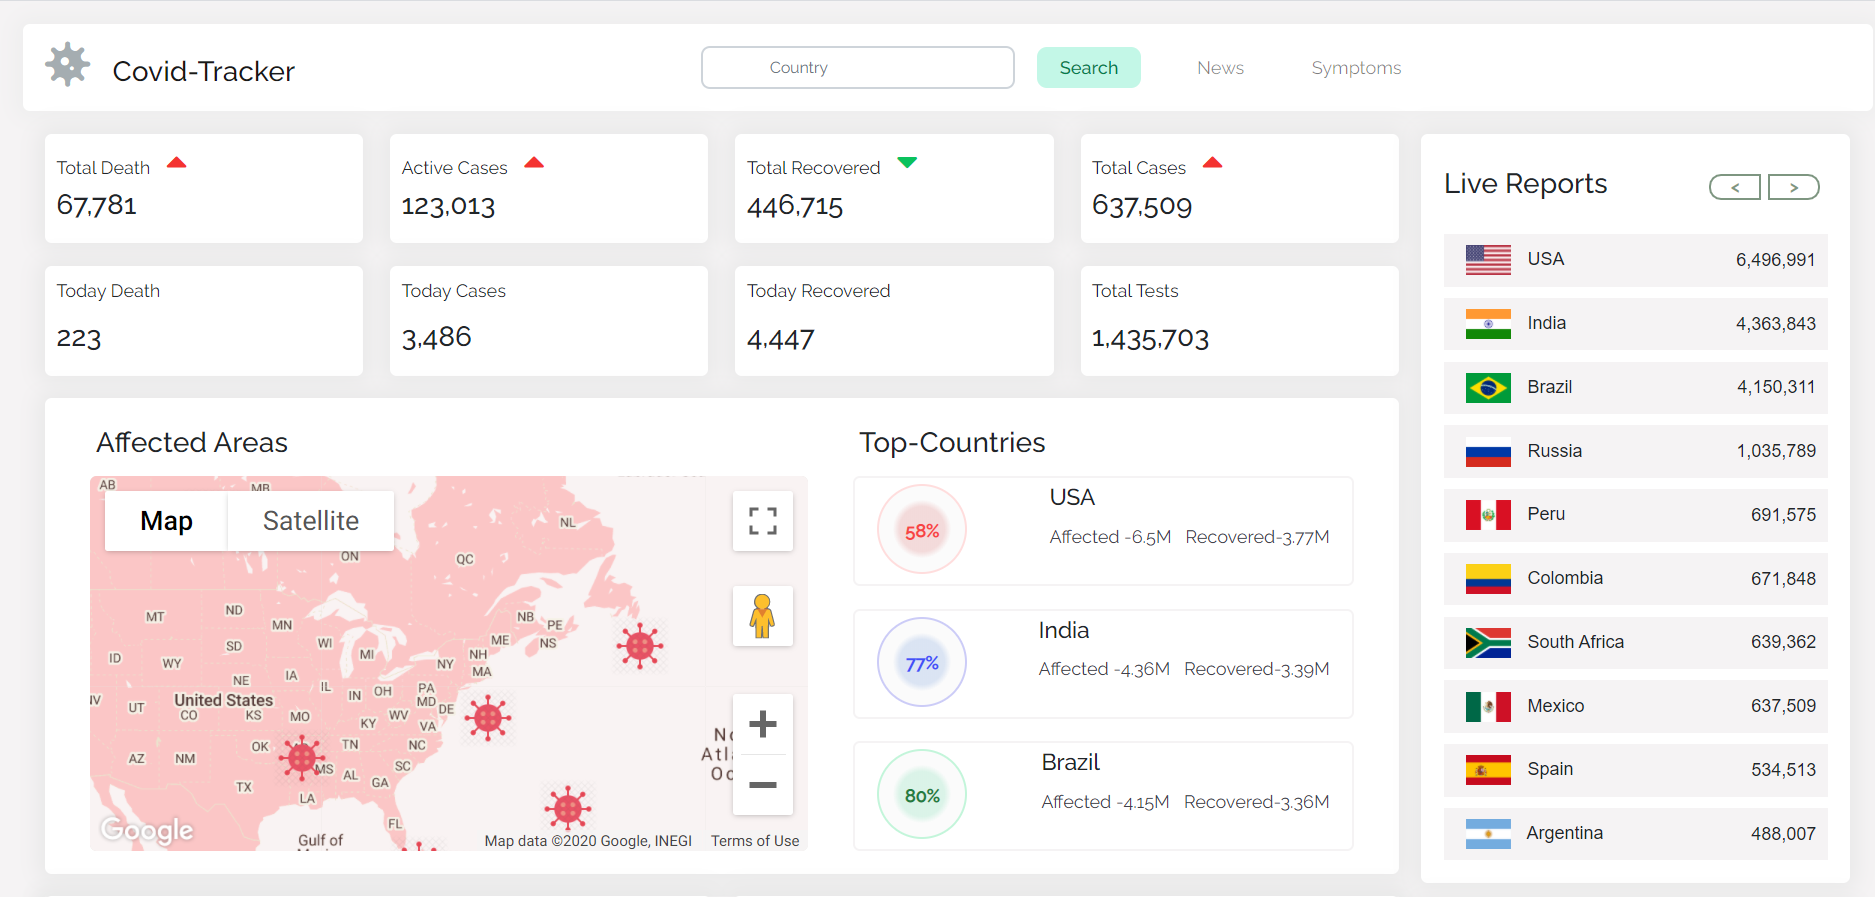 Covid-Tracker
Country
Search
News
Symptoms
Total Death
67,781
Active Cases
123,013
Total Recovered
446,715
Total Cases
637,509
Today Death
223
Today Cases
3,486
Today Recovered
4,447
Total Tests
1,435,703
Affected Areas
Map
Satellite
AB
MB
NL
ON
QC
MT
ND
MN
NB
PE
ID
WY
SD
WI
MI
ME
NS
NH
NY
MA
NE
IA
UT
United States
CO
KS
MO
IL
IN
OH
PA
MD
DE
WV
KY
VA
AZ
NM
OK
TN
NC
TX
MS
AL
GA
SC
LA
FL
Gulf of
Google
Map data ©2020 Google, INEGI
Terms of Use
Top-Countries
58%
USA
Affected -6.5M Recovered-3.77M
77%
India
Affected -4.36M Recovered-3.39M
80%
Brazil
Affected -4.15M Recovered-3.36M
Live Reports
< >
USA 6,496,991
India 4,363,843
Brazil 4,150,311
Russia 1,035,789
Peru 691,575
Colombia 671,848
South Africa 639,362
Mexico 637,509
Spain 534,513
Argentina 488,007